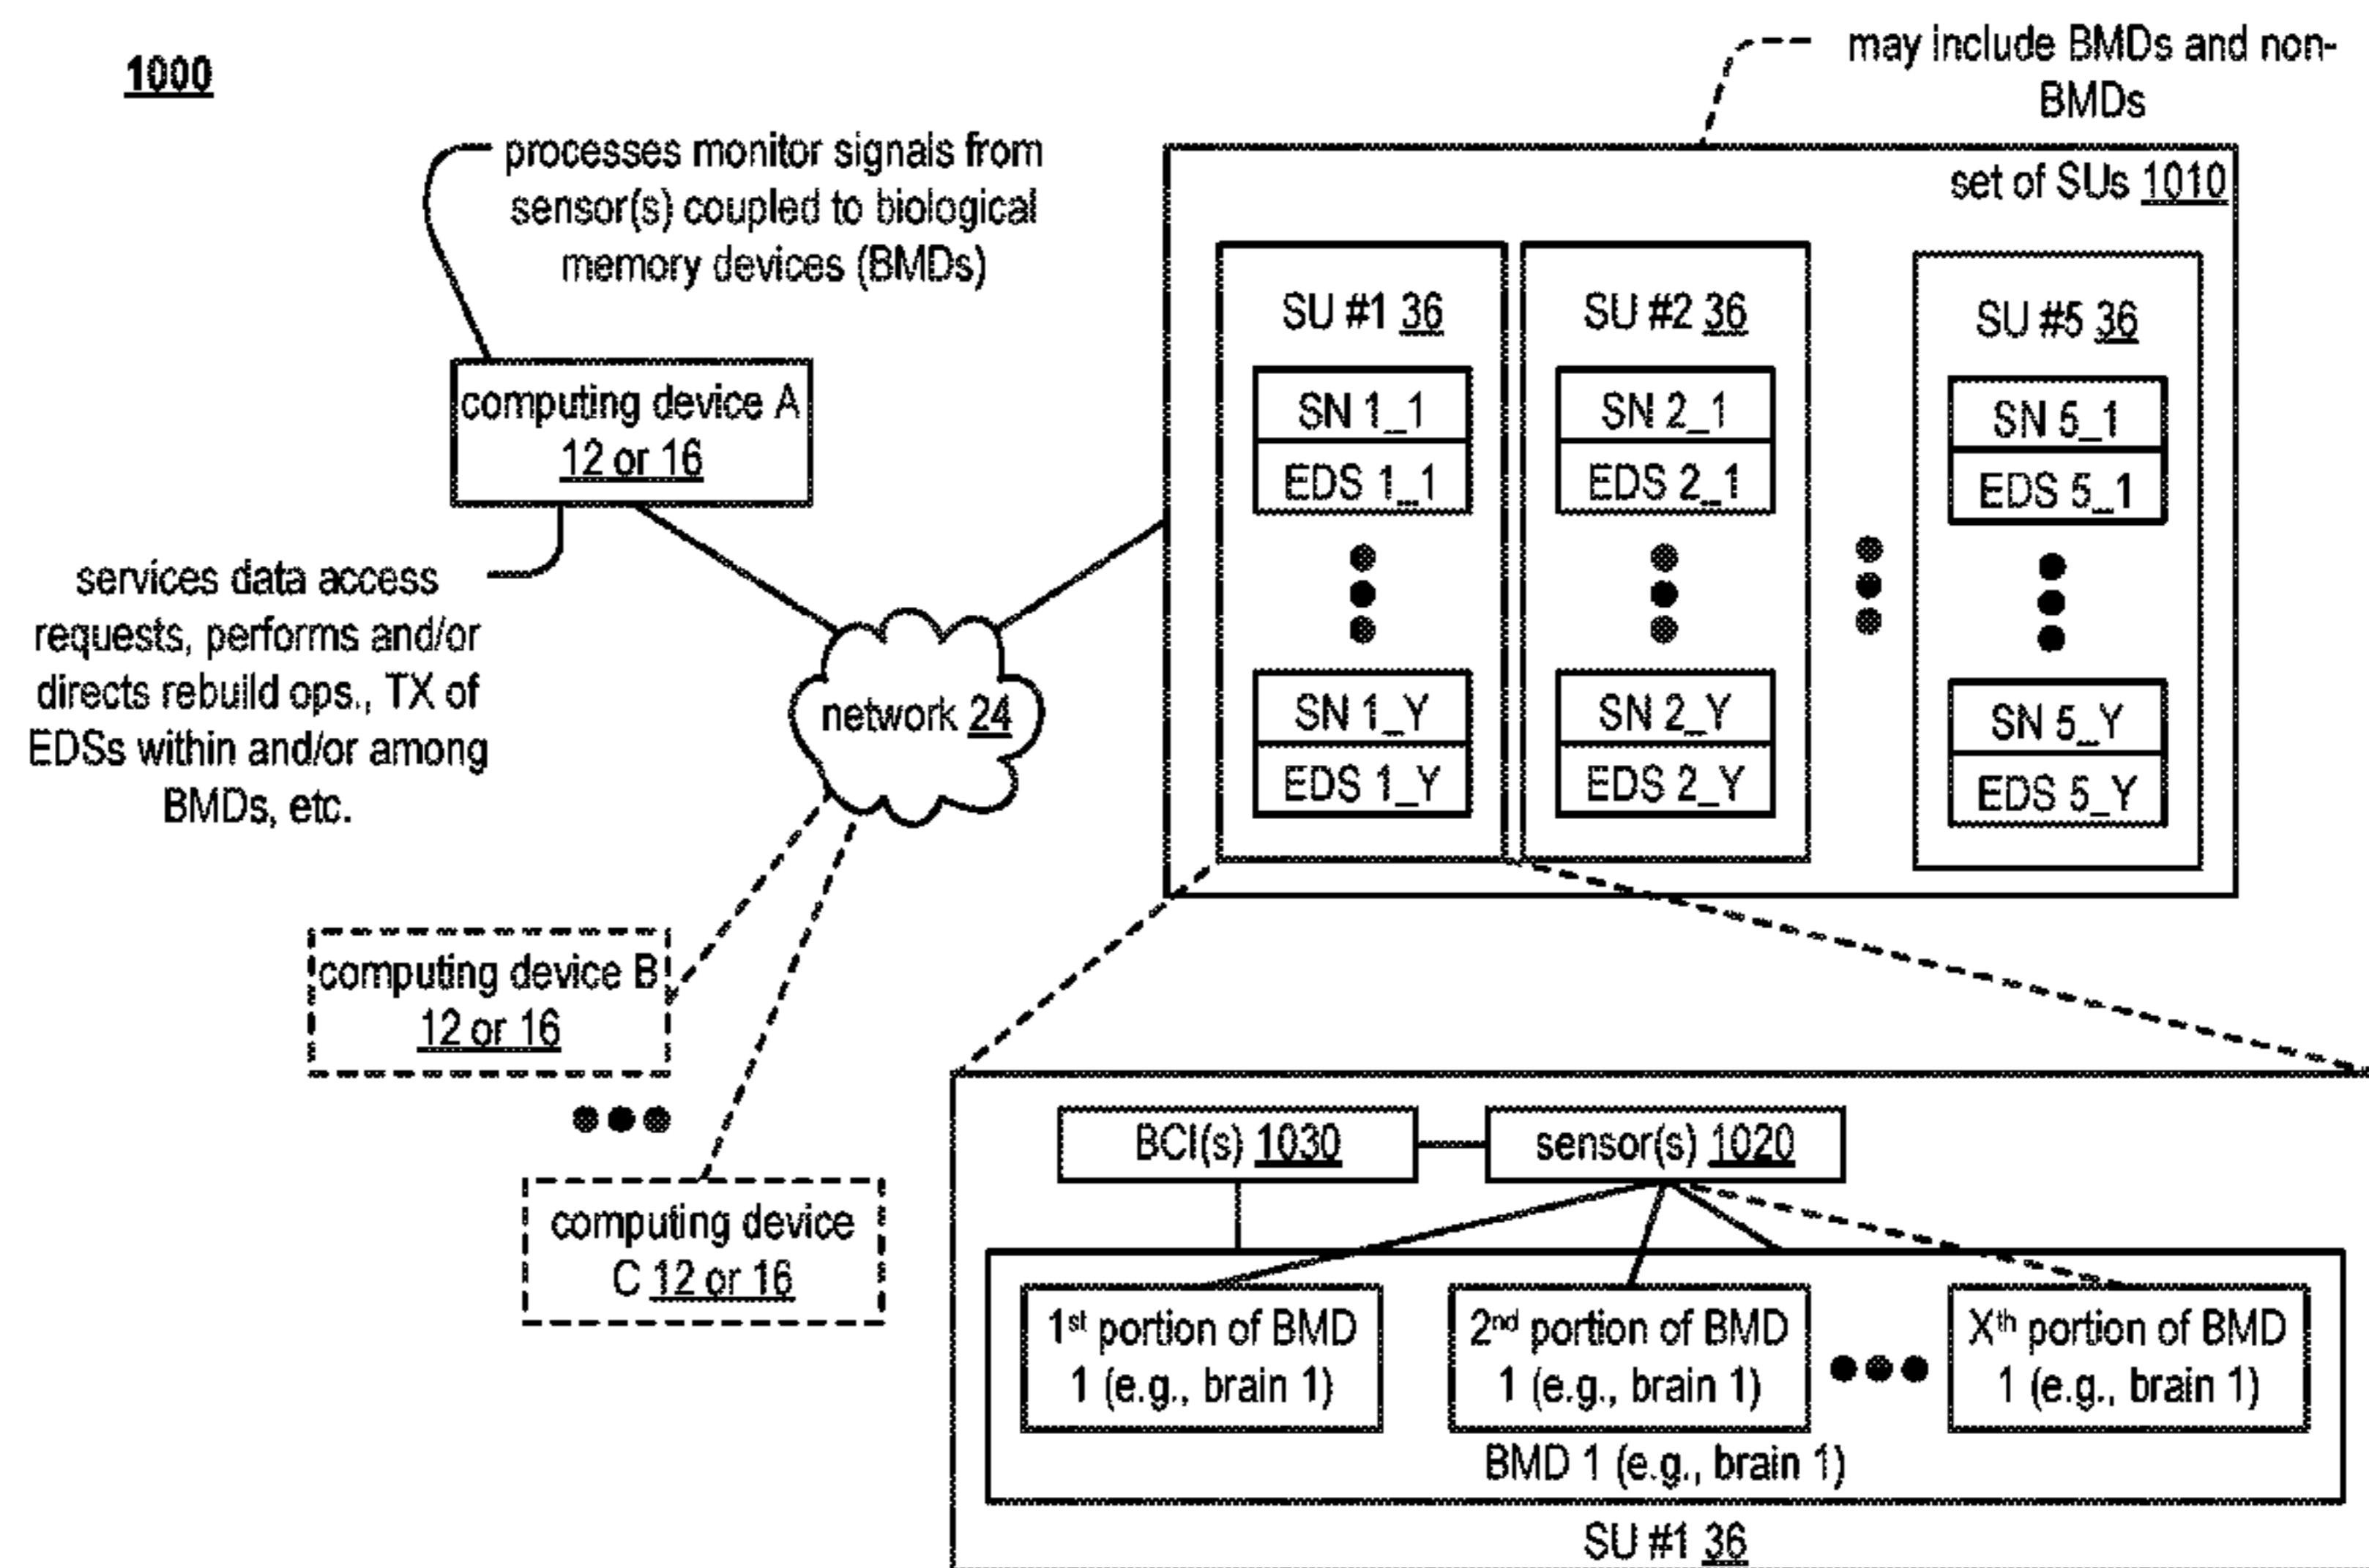 1000
processes monitor signals from
sensor(s) coupled to biological
memory devices (BMDs)
may include BMDs and non-
BMDs
set of SUs 1010
computing device A
12 or 16
services data access
requests, performs and/or
directs rebuild ops., TX of
EDSs within and/or among
BMDs, etc.
network 24
SU #1 36
SN 1_1
EDS 1_1
SN 1_Y
EDS 1_Y
SU #2 36
SN 2_1
EDS 2_1
SN 2_Y
EDS 2_Y
SU #5 36
SN 5_1
EDS 5_1
SN 5_Y
EDS 5_Y
computing device B
12 or 16
computing device
C 12 or 16
BCI(s) 1030
sensor(s) 1020
1st portion of BMD
1 (e.g., brain 1)
2nd portion of BMD
1 (e.g., brain 1)
Xth portion of BMD
1 (e.g., brain 1)
BMD 1 (e.g., brain 1)
SU #1 36